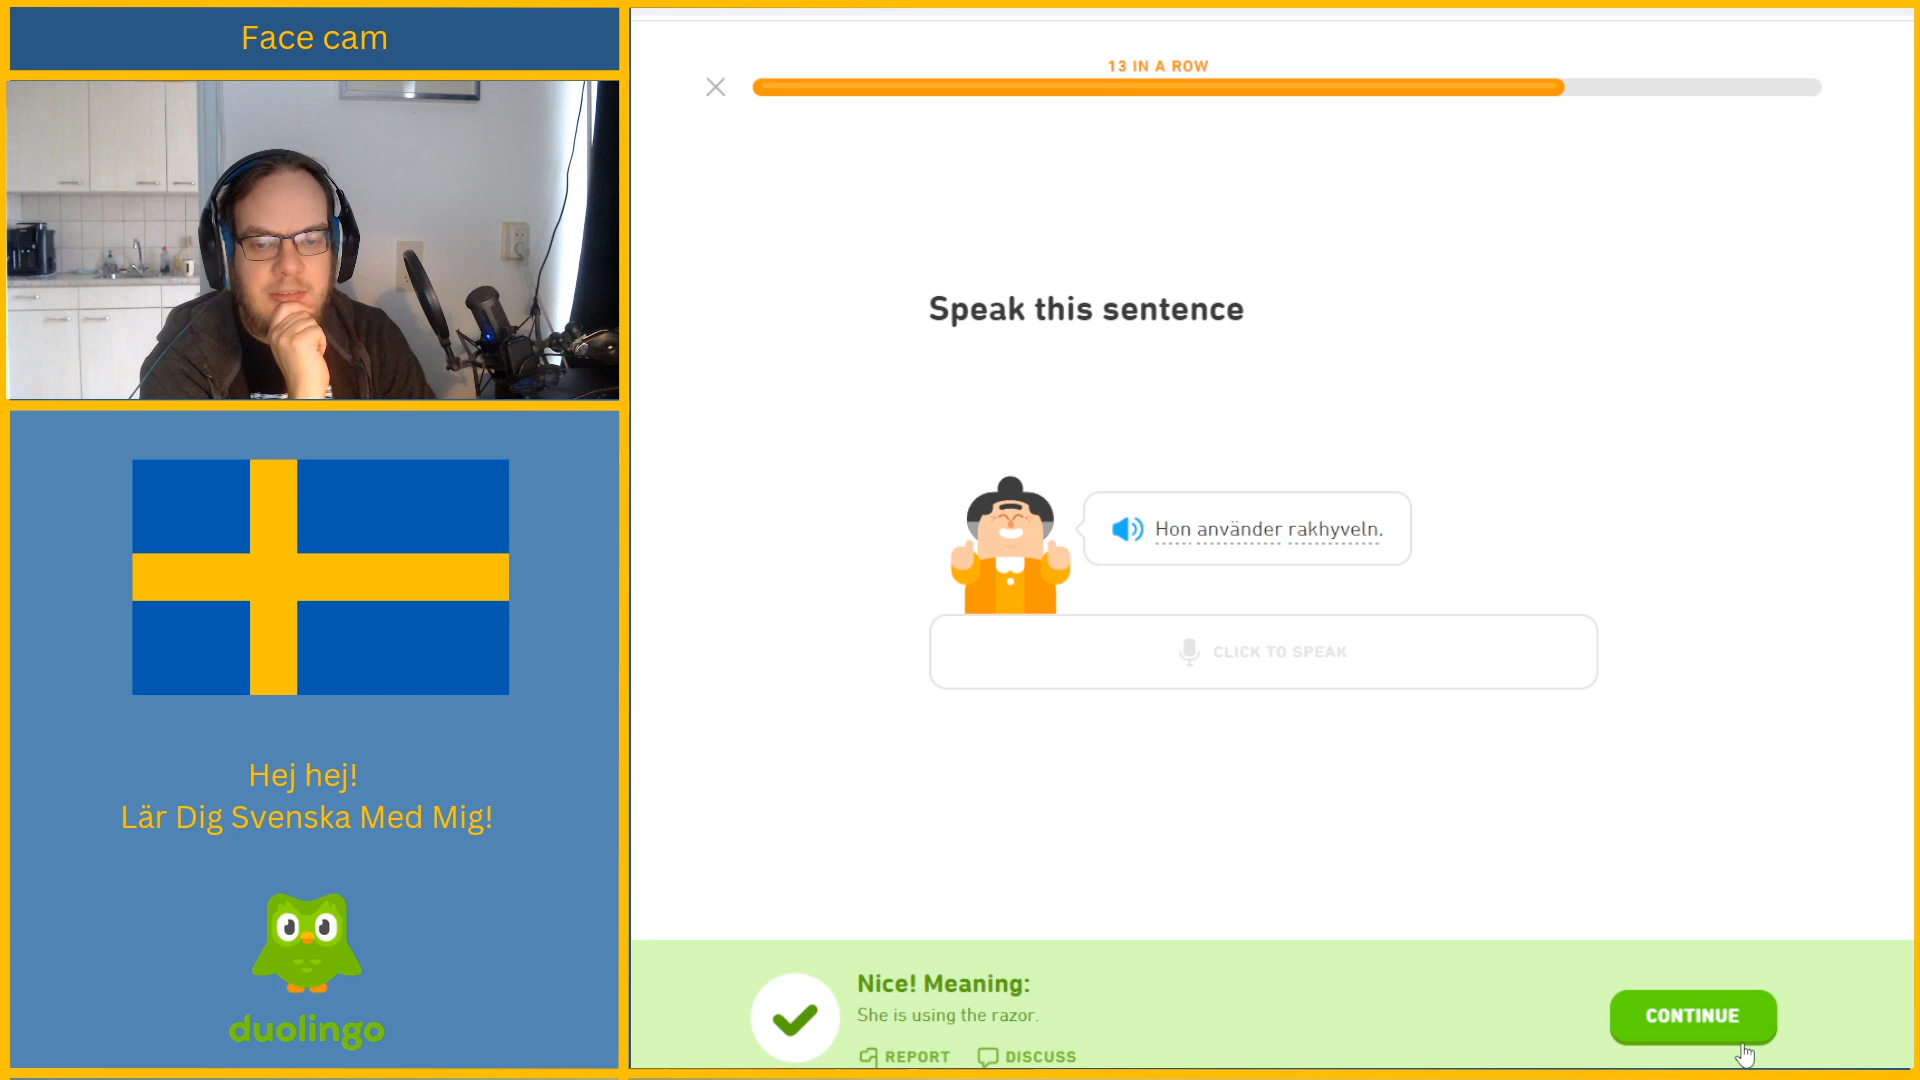 Face cam
13 IN A ROW
Speak this sentence
Hon använder rakhyveln.
CLICK TO SPEAK
Hej hej!
Lär Dig Svenska Med Mig!
duolingo
Nice! Meaning:
She is using the razor.
REPORT DISCUSS
CONTINUE